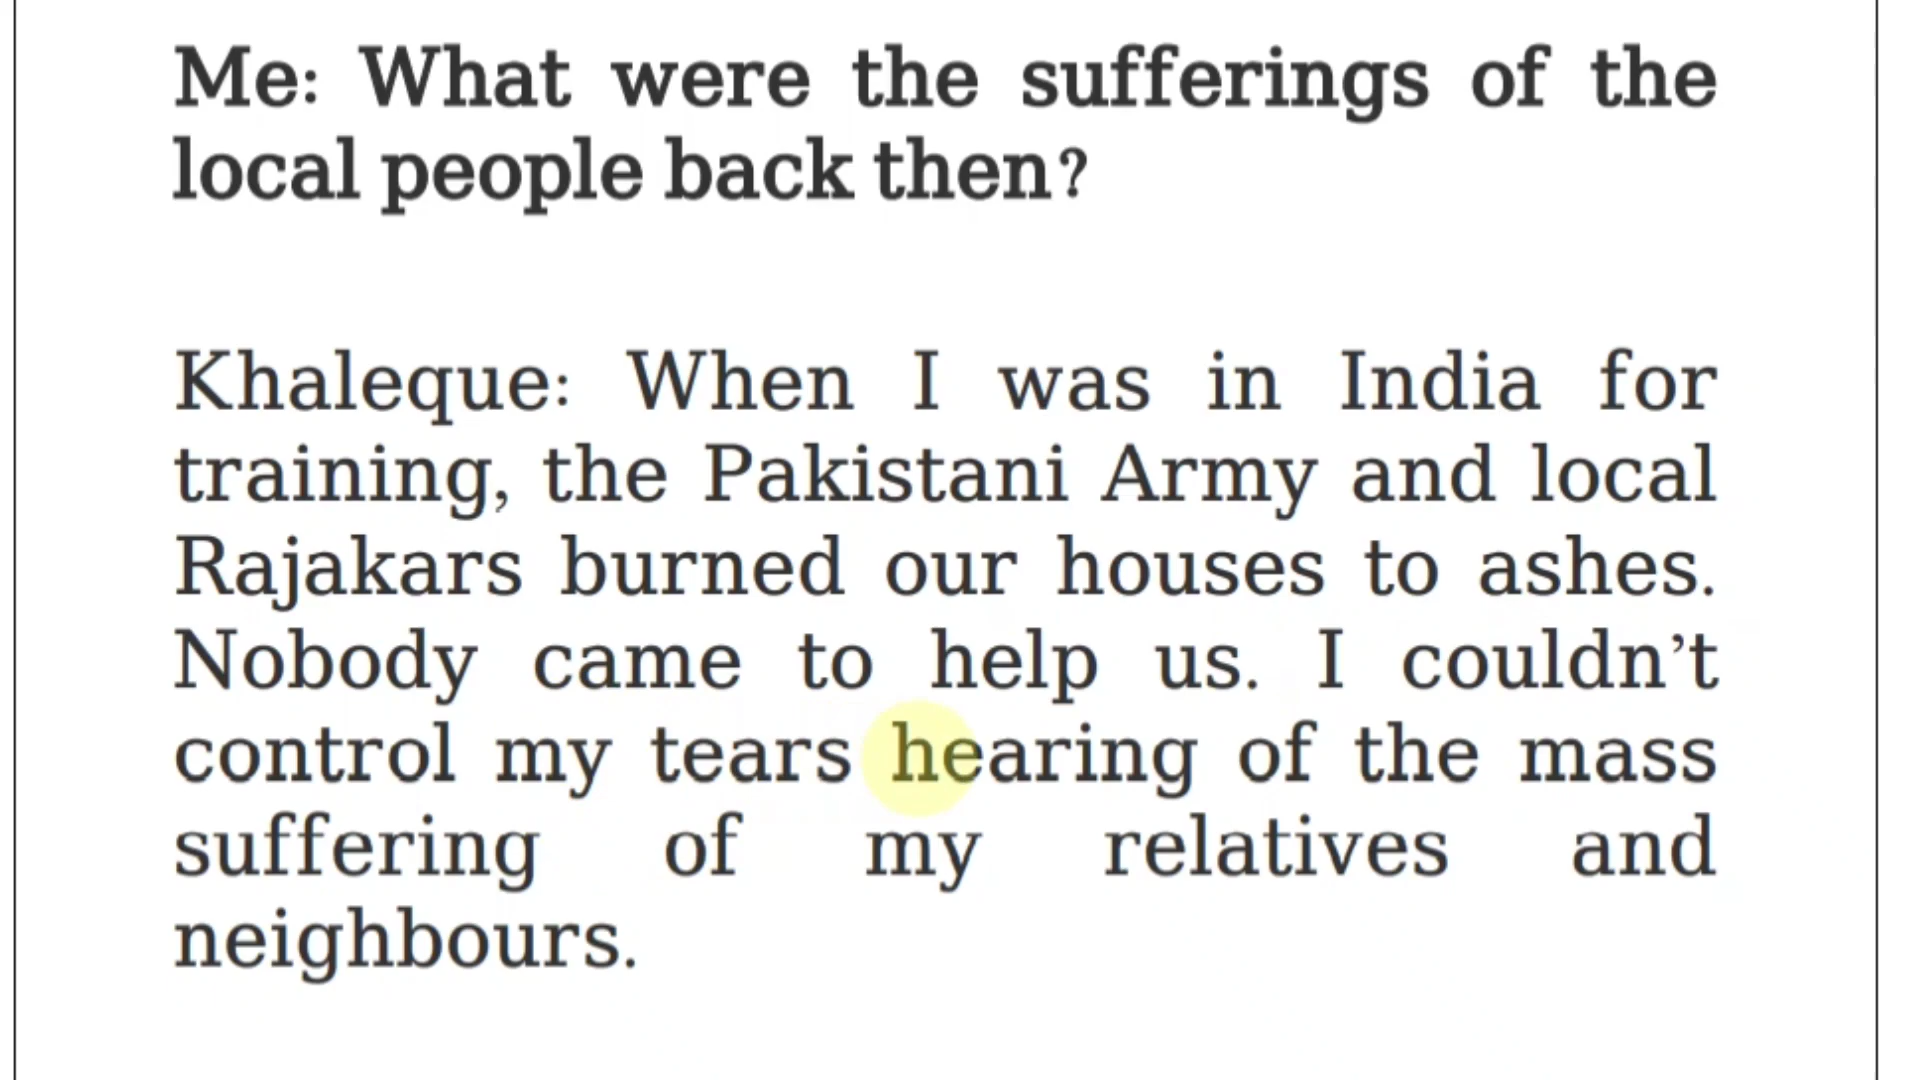 Me: What were the sufferings of the
local people back then?
Khaleque: When I was in India for
training, the Pakistani Army and local
Rajakars burned our houses to ashes.
Nobody came to help us. I couldn’t
control my tears hearing of the mass
suffering of my relatives and
neighbours.